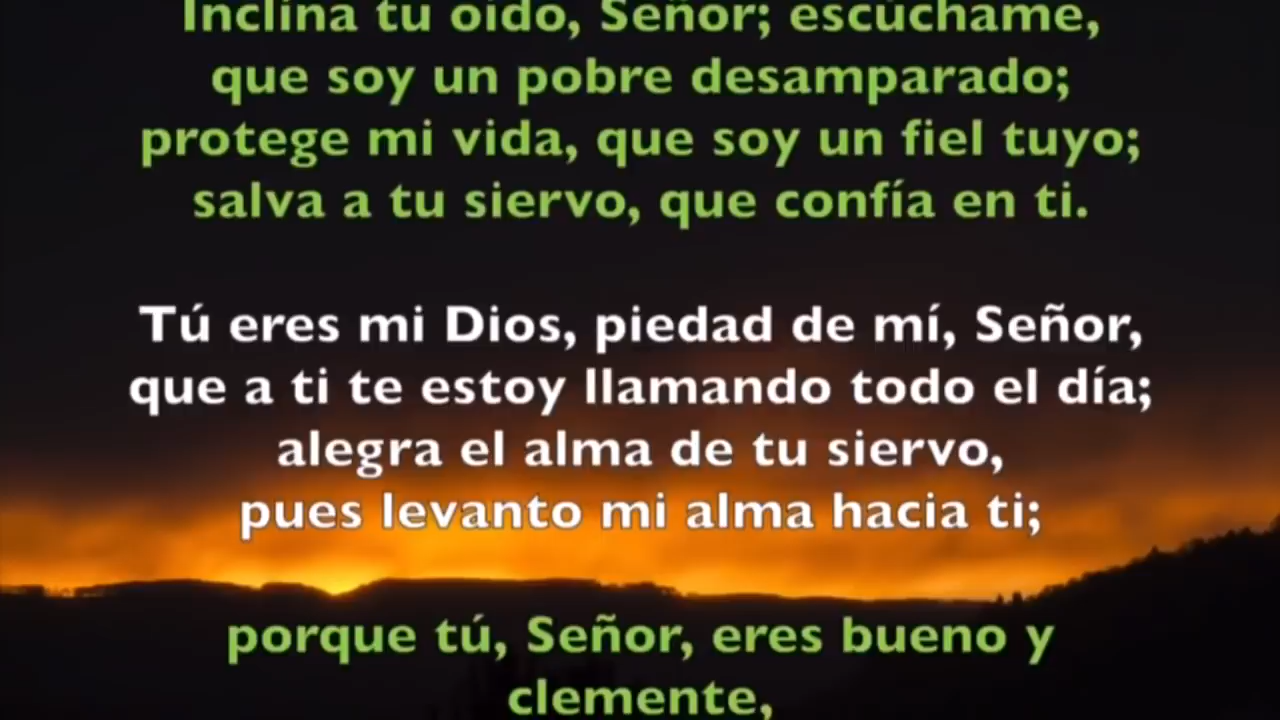 Inclina tu oído, Señor; escúchame,
que soy un pobre desamparado;
protege mi vida, que soy un fiel tuyo;
salva a tu siervo, que confía en ti.
Tú eres mi Dios, piedad de mí, Señor,
que a ti te estoy llamando todo el día;
alegra el alma de tu siervo,
pues levanto mi alma hacia ti;
porque tú, Señor, eres bueno y
clemente,